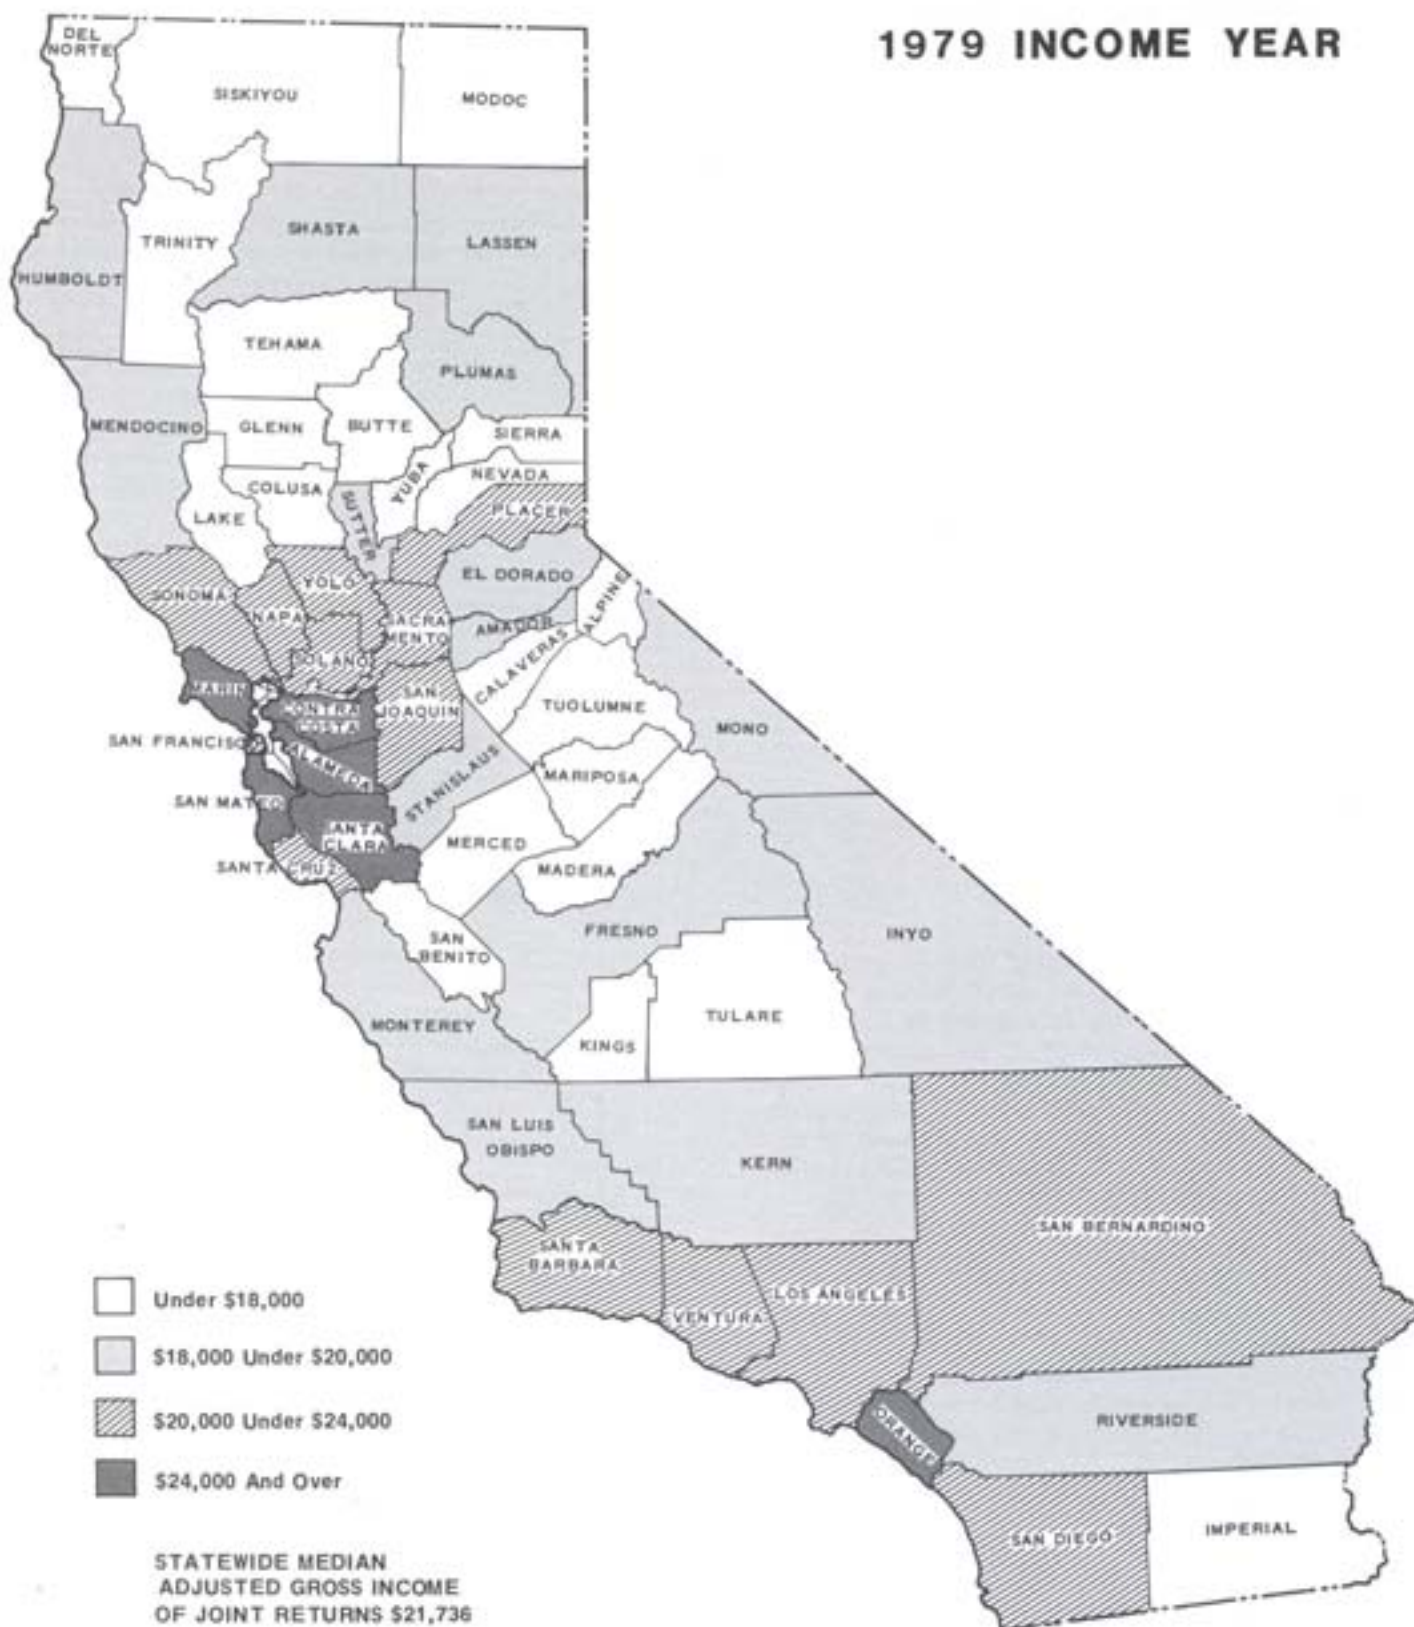 1979 INCOME YEAR
DEL
NORTE
SISKIYOU
MODOC
TRINITY
SHASTA
LASSEN
HUMBOLDT
TEHAMA
PLUMAS
MENDOCINO
GLENN
BUTTE
SIERRA
NEVADA
YUBA
COLUSA
SUTTER
LAKE
PLACER
EL DORADO
YOLO
SONOMA
NAPA
SACRA
MENTO
AMADOR
ALPINE
CALAVERAS
SOLANO
MARIN
CONTRA
COSTA
SAN
JOAQUIN
TUOLUMNE
MONO
SAN FRANCISCO
ALAMEDA
STANISLAUS
MARIPOSA
SAN MATEO
SANTA
CLARA
MERCED
MADERA
SANTA CRUZ
SAN
BENITO
FRESNO
INYO
MONTEREY
KINGS
TULARE
SAN LUIS
OBISPO
KERN
SAN BERNARDINO
SANTA
BARBARA
VENTURA
LOS ANGELES
ORANGE
RIVERSIDE
SAN DIEGO
IMPERIAL
Under $18,000
$18,000 Under $20,000
$20,000 Under $24,000
$24,000 And Over
STATEWIDE MEDIAN
ADJUSTED GROSS INCOME
OF JOINT RETURNS $21,736